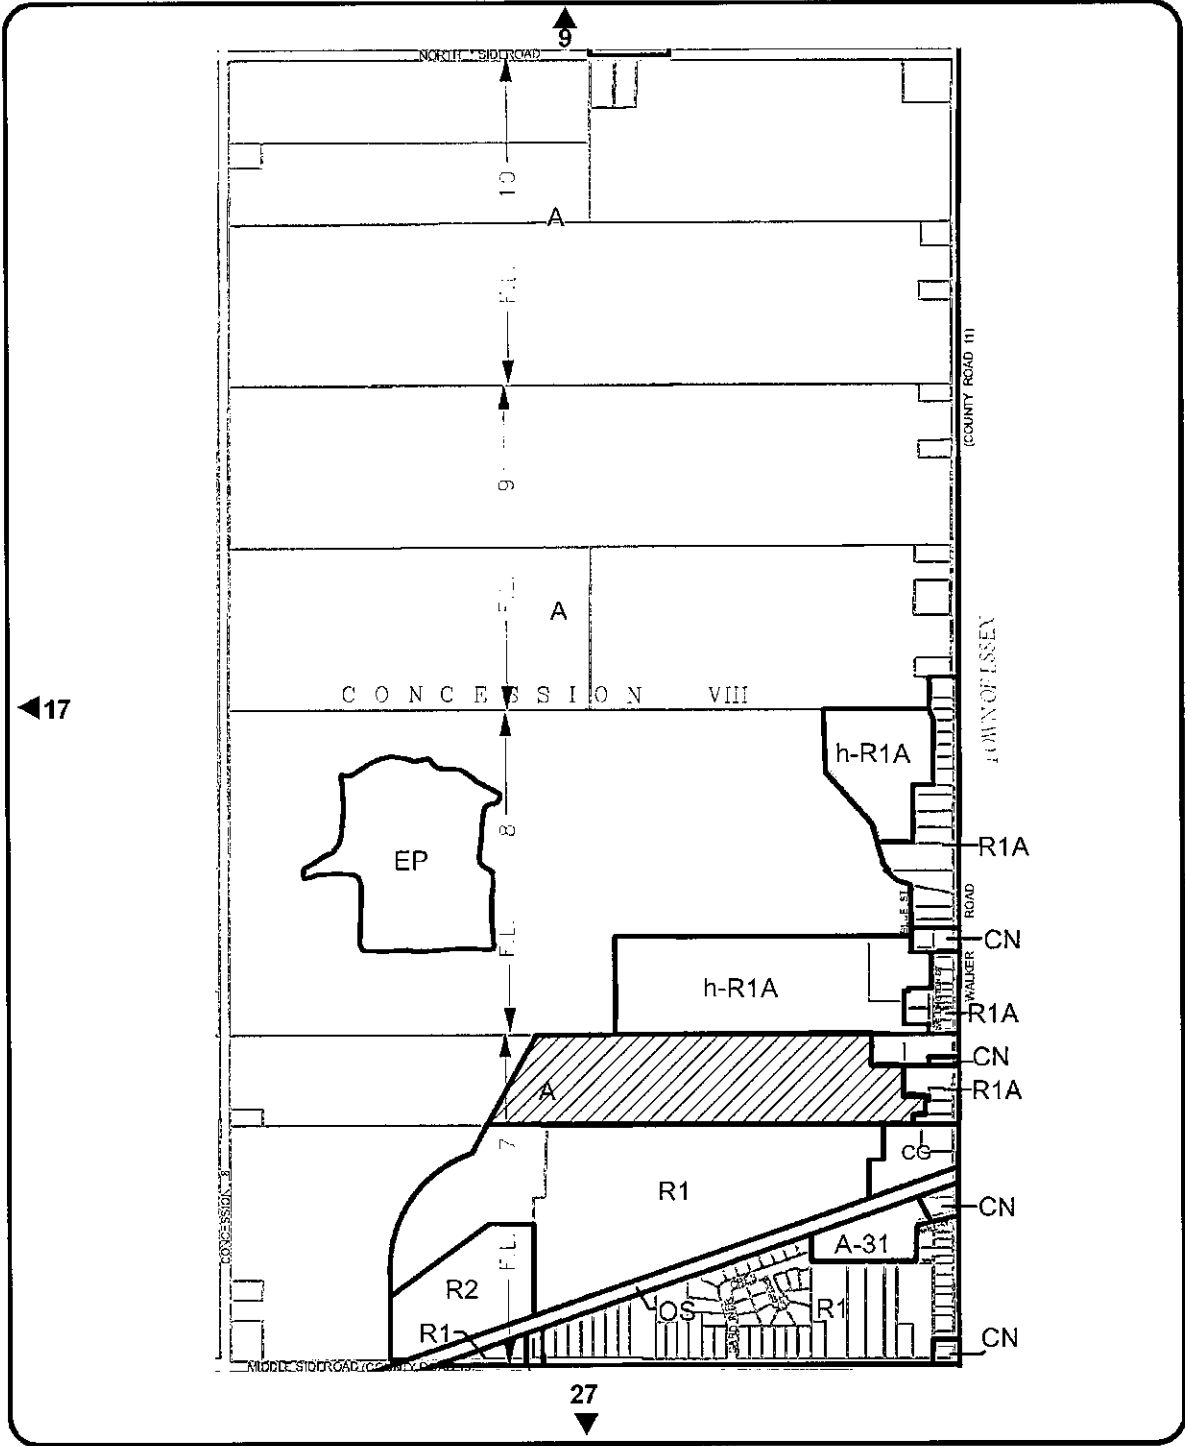 9
NORTH SIDEROAD
10
A
F.L.
(COUNTY ROAD 11)
9
F.L.
A
TOWN OF ESSEX
CONCESSION VIII
17
h-R1A
8
EP
R1A
BLUE ST
ROAD
F.L.
CN
WALKER
h-R1A
R1A
CN
A
R1A
7
CG
R1
CONCESSION 8
CN
A-31
F.L.
R2
OS
R1
R1
CN
MIDDLE SIDEROAD
27